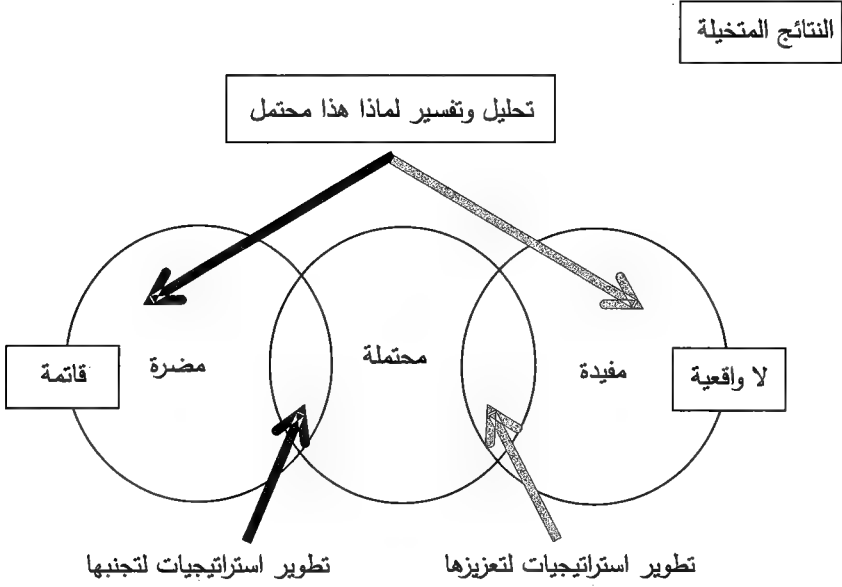 النتائج المتخيلة
تحليل وتفسير لماذا هذا محتمل
لا واقعية
مفيدة
محتملة
مضرة
قاتمة
تطوير استراتيجيات لتعزيزها
تطوير استراتيجيات لتجنبها